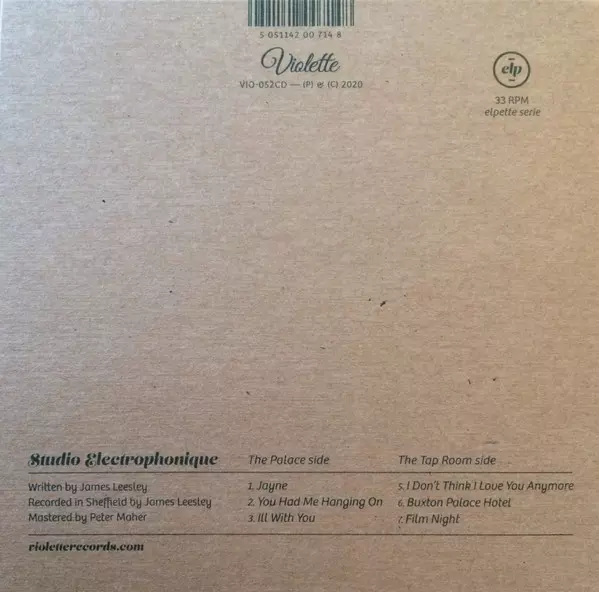 5 051142 00 714 8
Violette
VIO-052CD — (P) & (C) 2020
elp
33 RPM
elpette serie
Studio Electrophonique
Written by James Leesley
Recorded in Sheffield by James Leesley
Mastered by Peter Maher
The Palace side
1. Jayne
2. You Had Me Hanging On
3. Ill With You
The Tap Room side
5. I Don't Think I Love You Anymore
6. Buxton Palace Hotel
7. Film Night
violetterecords.com